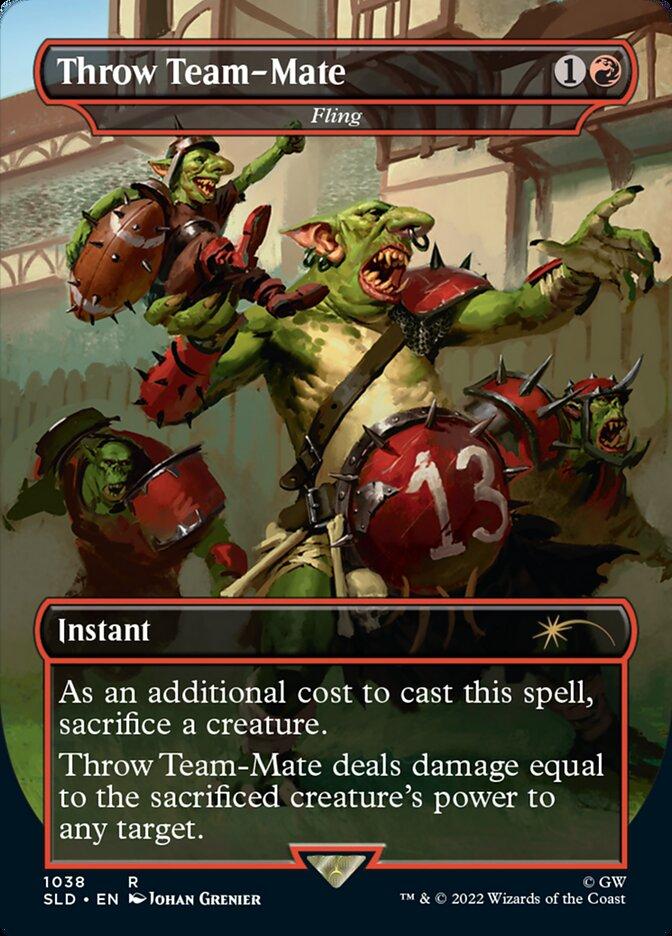 Throw Team-Mate 1
Fling
13
Instant
As an additional cost to cast this spell,
sacrifice a creature.
Throw Team-Mate deals damage equal
to the sacrificed creature's power to
any target.
1038 R © GW
SLD • EN Johan Grenier ™ & © 2022 Wizards of the Coast